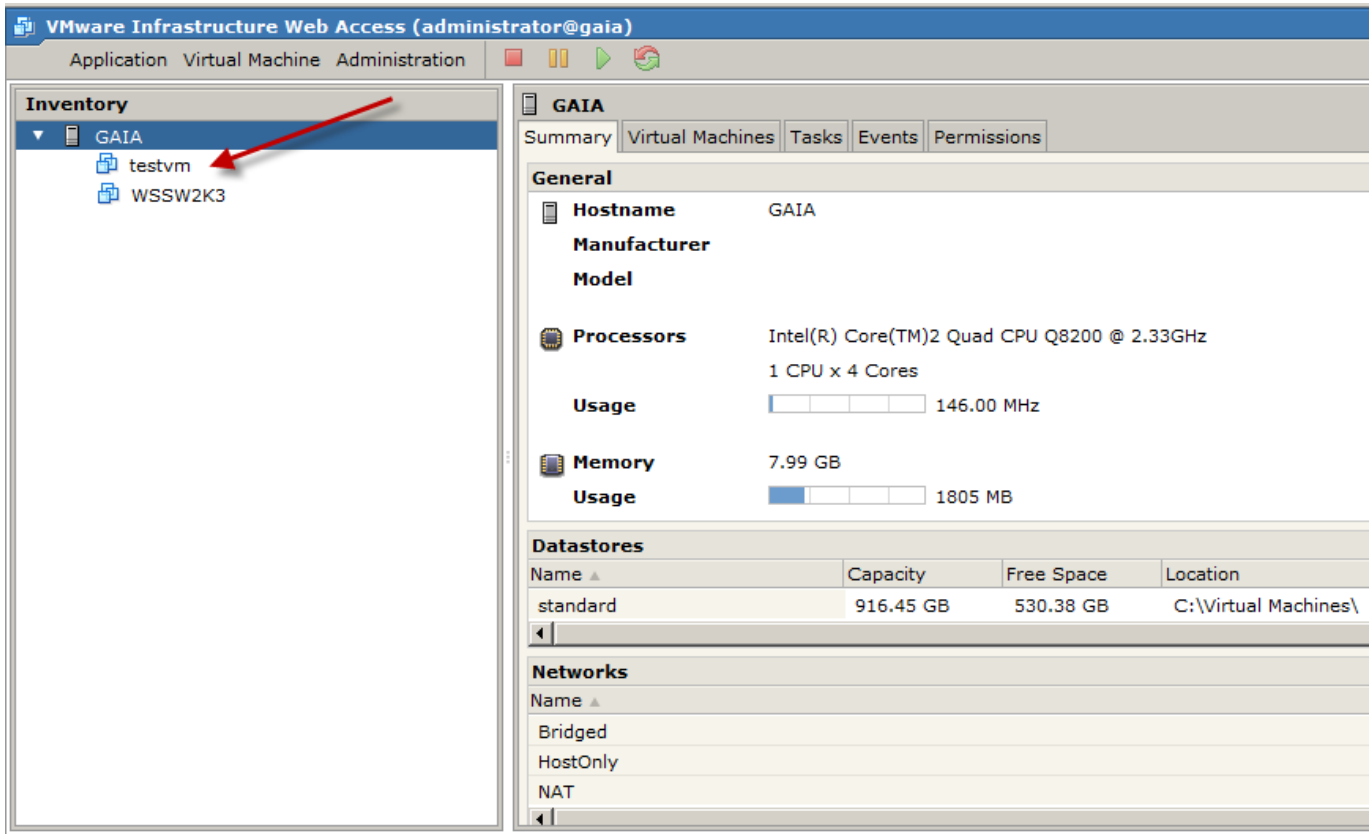 VMware Infrastructure Web Access (administrator@gaia)
Application Virtual Machine Administration
Inventory
GAIA
testvm
WSSW2K3
GAIA
Summary Virtual Machines Tasks Events Permissions
General
Hostname GAIA
Manufacturer
Model
Processors Intel(R) Core(TM)2 Quad CPU Q8200 @ 2.33GHz
1 CPU x 4 Cores
Usage 146.00 MHz
Memory 7.99 GB
Usage 1805 MB
Datastores
Name Capacity Free Space Location
standard 916.45 GB 530.38 GB C:\Virtual Machines\
Networks
Name
Bridged
HostOnly
NAT